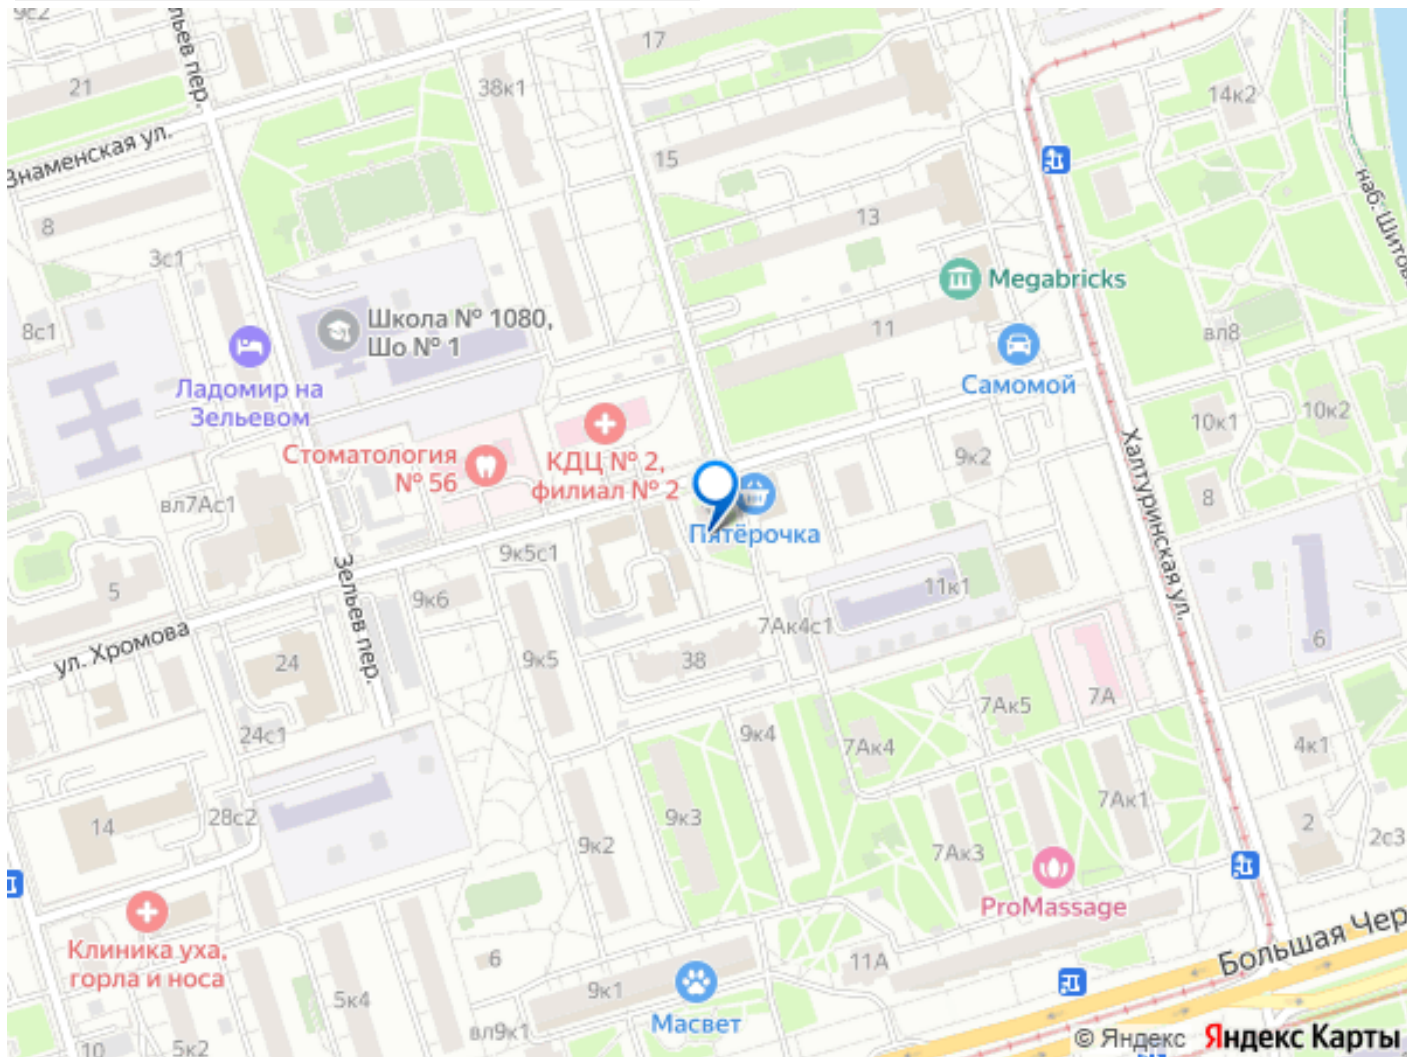 9с2
Зельев пер.
17
21
38к1
14к2
Знаменская ул.
15
наб. Шитова
8
13
3с1
Megabricks
8с1
Школа № 1080,
Шо № 1
11
вл8
Ладомир на
Зельевом
Самомой
10к1
10к2
Стоматология
№ 56
КДЦ № 2,
филиал № 2
9к2
Халтуринская ул.
вл7Ас1
8
Пятёрочка
9к5с1
5
Зельев пер.
9к6
11к1
7Ак4с1
6
ул. Хромова
24
9к5
38
7Ак5
7А
24с1
9к4
7Ак4
4к1
14
28с2
9к3
7Ак1
2
2с3
9к2
7Ак3
ProMassage
Клиника уха,
горла и носа
6
11А
Большая Чер
5к4
9к1
Масвет
вл9к1
10
5к2
© Яндекс Яндекс Карты